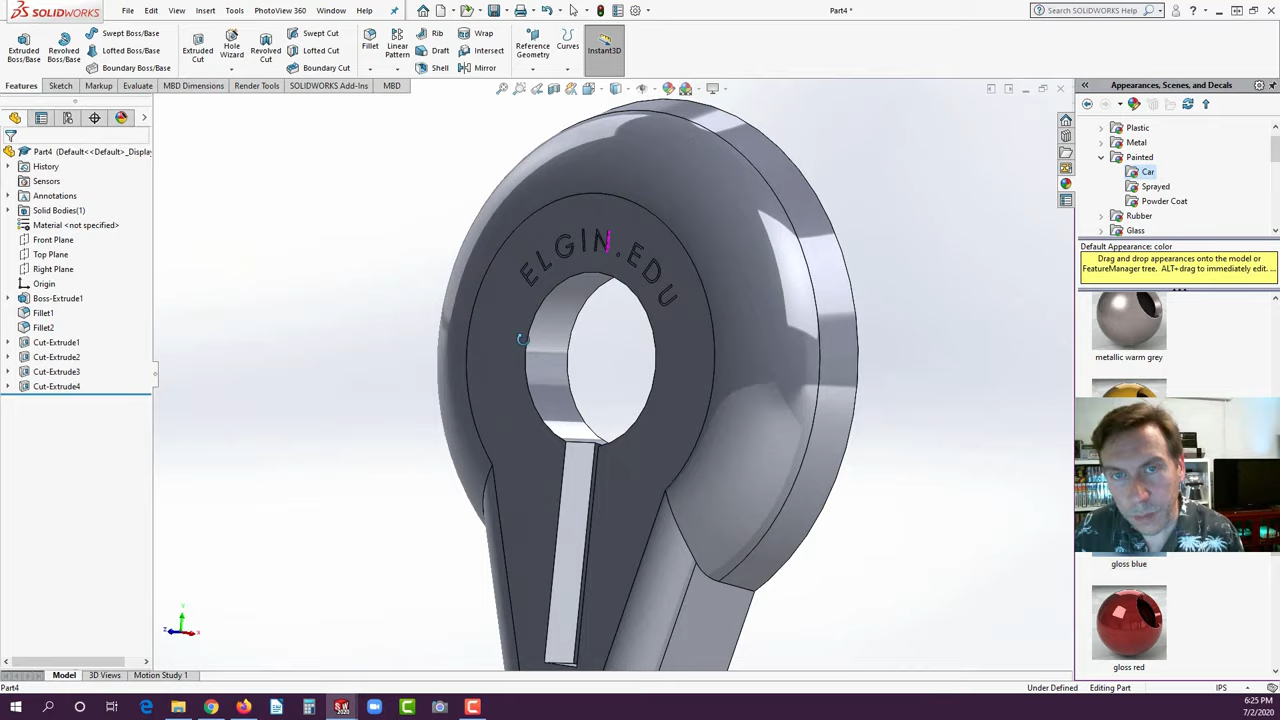 SOLIDWORKS
File Edit View Insert Tools PhotoView 360 Window Help
Part4 *
Search SOLIDWORKS Help
Extruded Boss/Base
Revolved Boss/Base
Swept Boss/Base
Lofted Boss/Base
Boundary Boss/Base
Extruded Cut
Hole Wizard
Revolved Cut
Swept Cut
Lofted Cut
Boundary Cut
Fillet
Linear Pattern
Rib
Draft
Shell
Wrap
Intersect
Mirror
Reference Geometry
Curves
Instant3D
Features Sketch Markup Evaluate MBD Dimensions Render Tools SOLIDWORKS Add-Ins MBD
Part4 (Default<<Default>_Display
History
Sensors
Annotations
Solid Bodies(1)
Material <not specified>
Front Plane
Top Plane
Right Plane
Origin
Boss-Extrude1
Fillet1
Fillet2
Cut-Extrude1
Cut-Extrude2
Cut-Extrude3
Cut-Extrude4
ELGIN.EDU
Y
Z
X
Appearances, Scenes, and Decals
Plastic
Metal
Painted
Car
Sprayed
Powder Coat
Rubber
Glass
Default Appearance: color
Drag and drop appearances onto the model or
FeatureManager tree. ALT+drag to immediately edit. ...
metallic warm grey
gloss blue
gloss red
Model 3D Views Motion Study 1
Part4
Under Defined Editing Part IPS
6:25 PM
7/2/2020